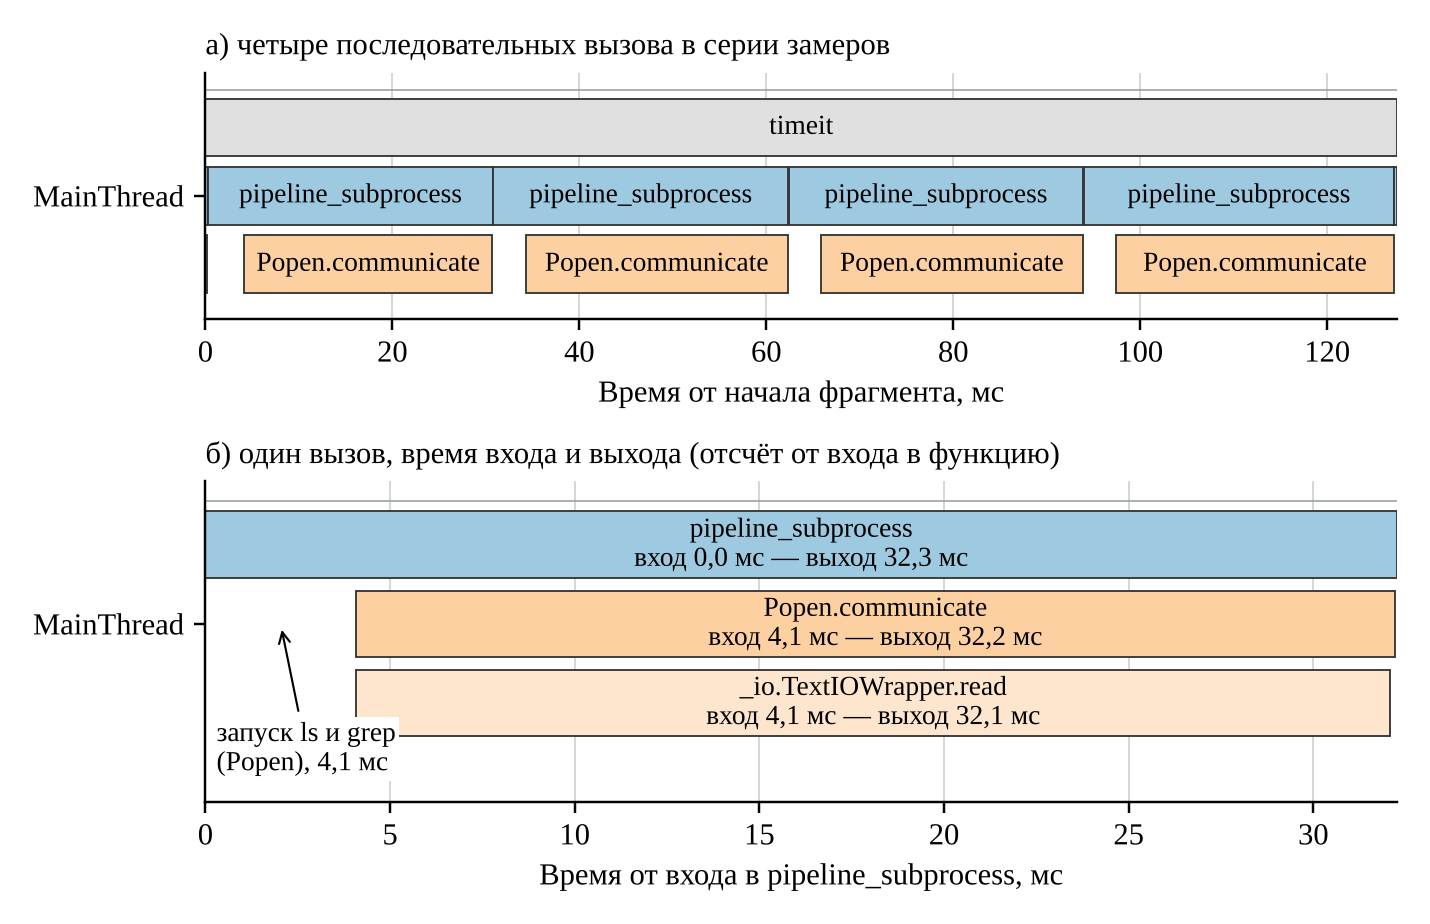 а) четыре последовательных вызова в серии замеров
timeit
MainThread
pipeline_subprocess pipeline_subprocess pipeline_subprocess pipeline_subprocess
Popen.communicate Popen.communicate Popen.communicate Popen.communicate
0 20 40 60 80 100 120
Время от начала фрагмента, мс
б) один вызов, время входа и выхода (отсчёт от входа в функцию)
pipeline_subprocess
вход 0,0 мс — выход 32,3 мс
MainThread
Popen.communicate
вход 4,1 мс — выход 32,2 мс
_io.TextIOWrapper.read
вход 4,1 мс — выход 32,1 мс
запуск ls и grep
(Popen), 4,1 мс
0 5 10 15 20 25 30
Время от входа в pipeline_subprocess, мс